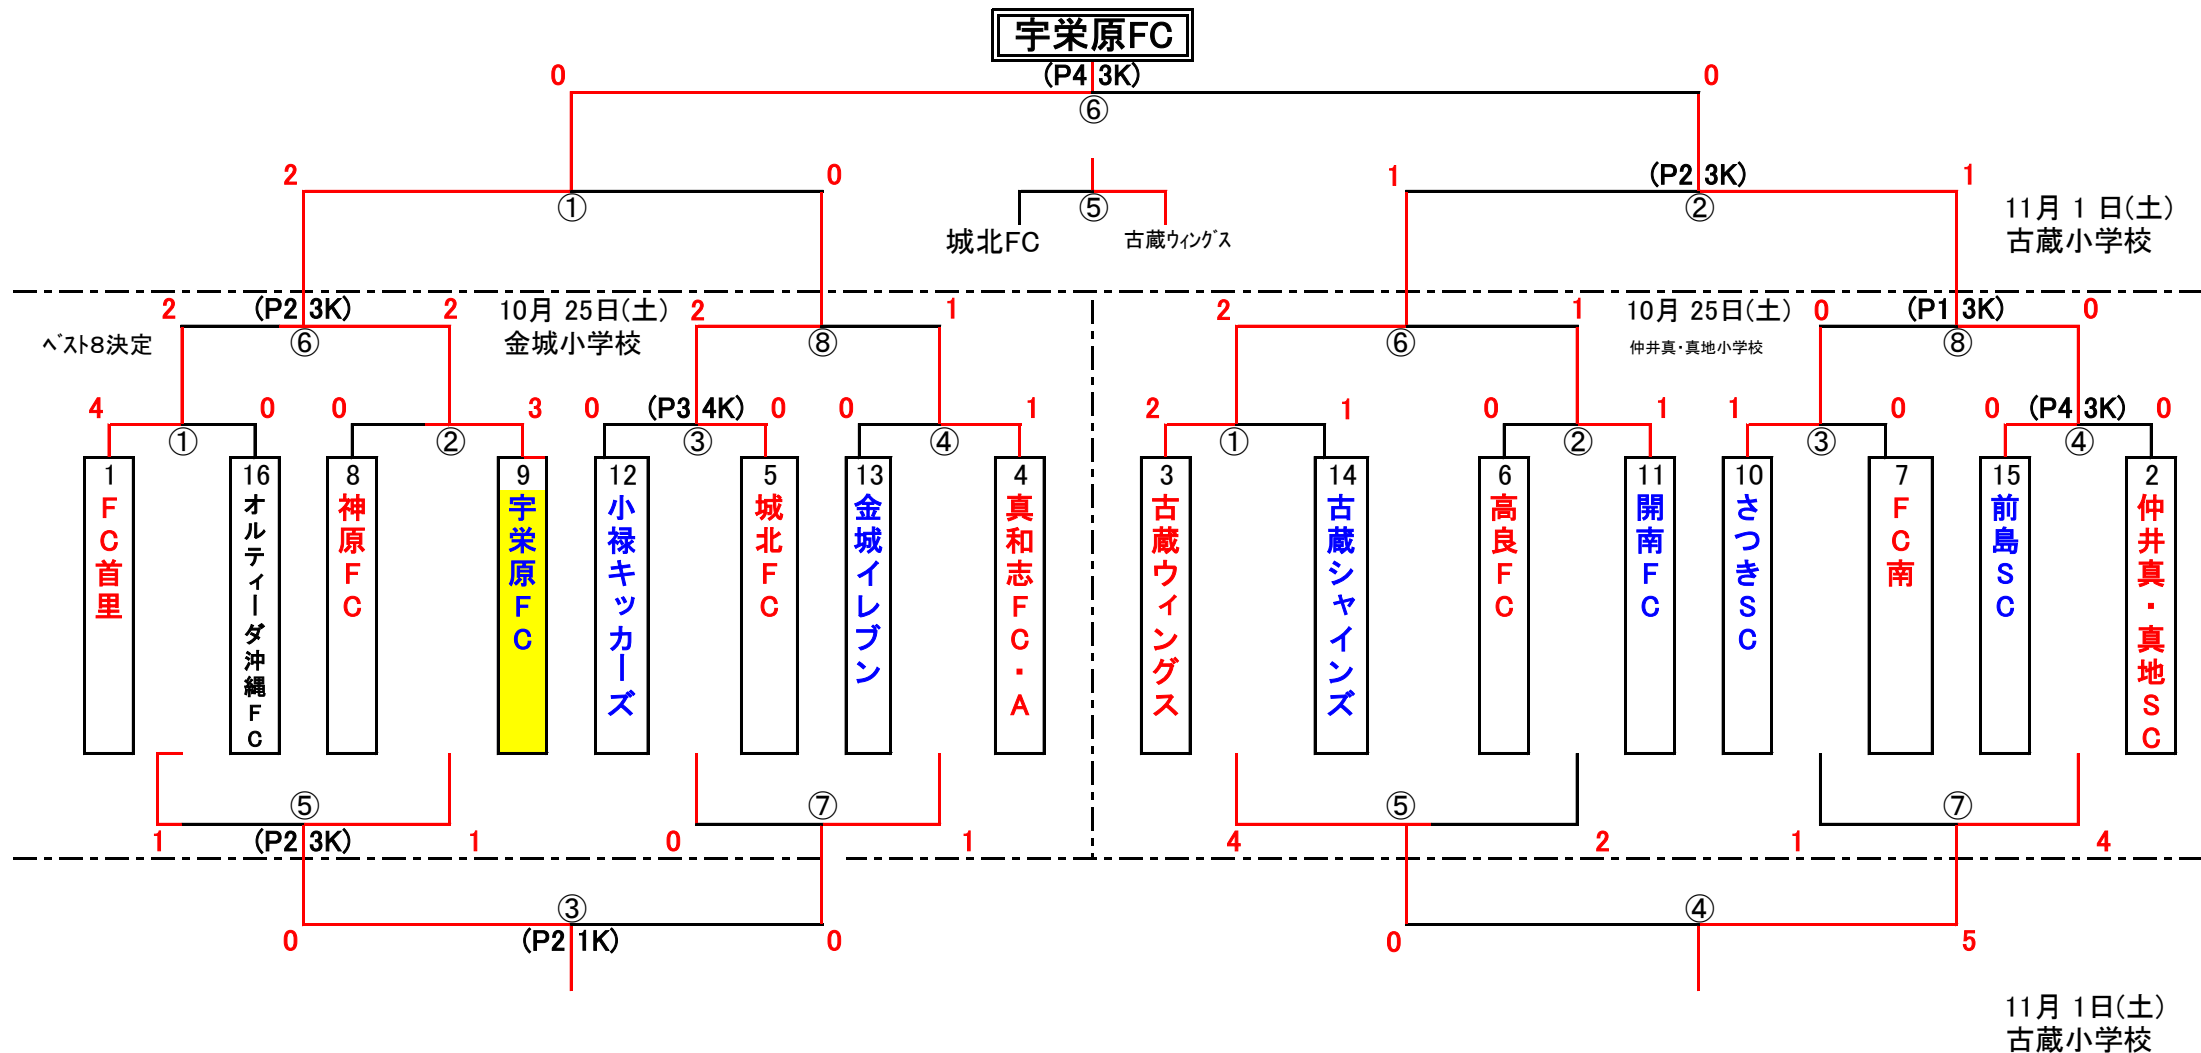 宇栄原FC
0 (P4 3K) 0
⑥
2 0 1 (P2 3K) 1
① ⑤ ②
城北FC 古蔵ウィングス
11月 1 日(土)
古蔵小学校
2 (P2 3K) 2 10月 25日(土) 2 1 2 1 10月 25日(土) 0 (P1 3K) 0
ベスト8決定 ⑥ 金城小学校 ⑧ ⑥ 仲井真・真地小学校 ⑧
4 0 0 3 0 (P3 4K) 0 0 1 2 1 0 1 1 0 0 (P4 3K) 0
① ② ③ ④ ① ② ③ ④
1 FC首里
16 オルティーダ沖縄FC
8 神原FC
9 宇栄原FC
12 小禄キッカーズ
5 城北FC
13 金城イレブン
4 真和志FC・A
3 古蔵ウィングス
14 古蔵シャインズ
6 高良FC
11 開南FC
10 さつきSC
7 FC南
15 前島SC
2 仲井真・真地SC
⑤ ⑦ ⑤ ⑦
1 (P2 3K) 1 0 1 4 2 1 4
③ ④
0 (P2 1K) 0 0 5
11月 1日(土)
古蔵小学校